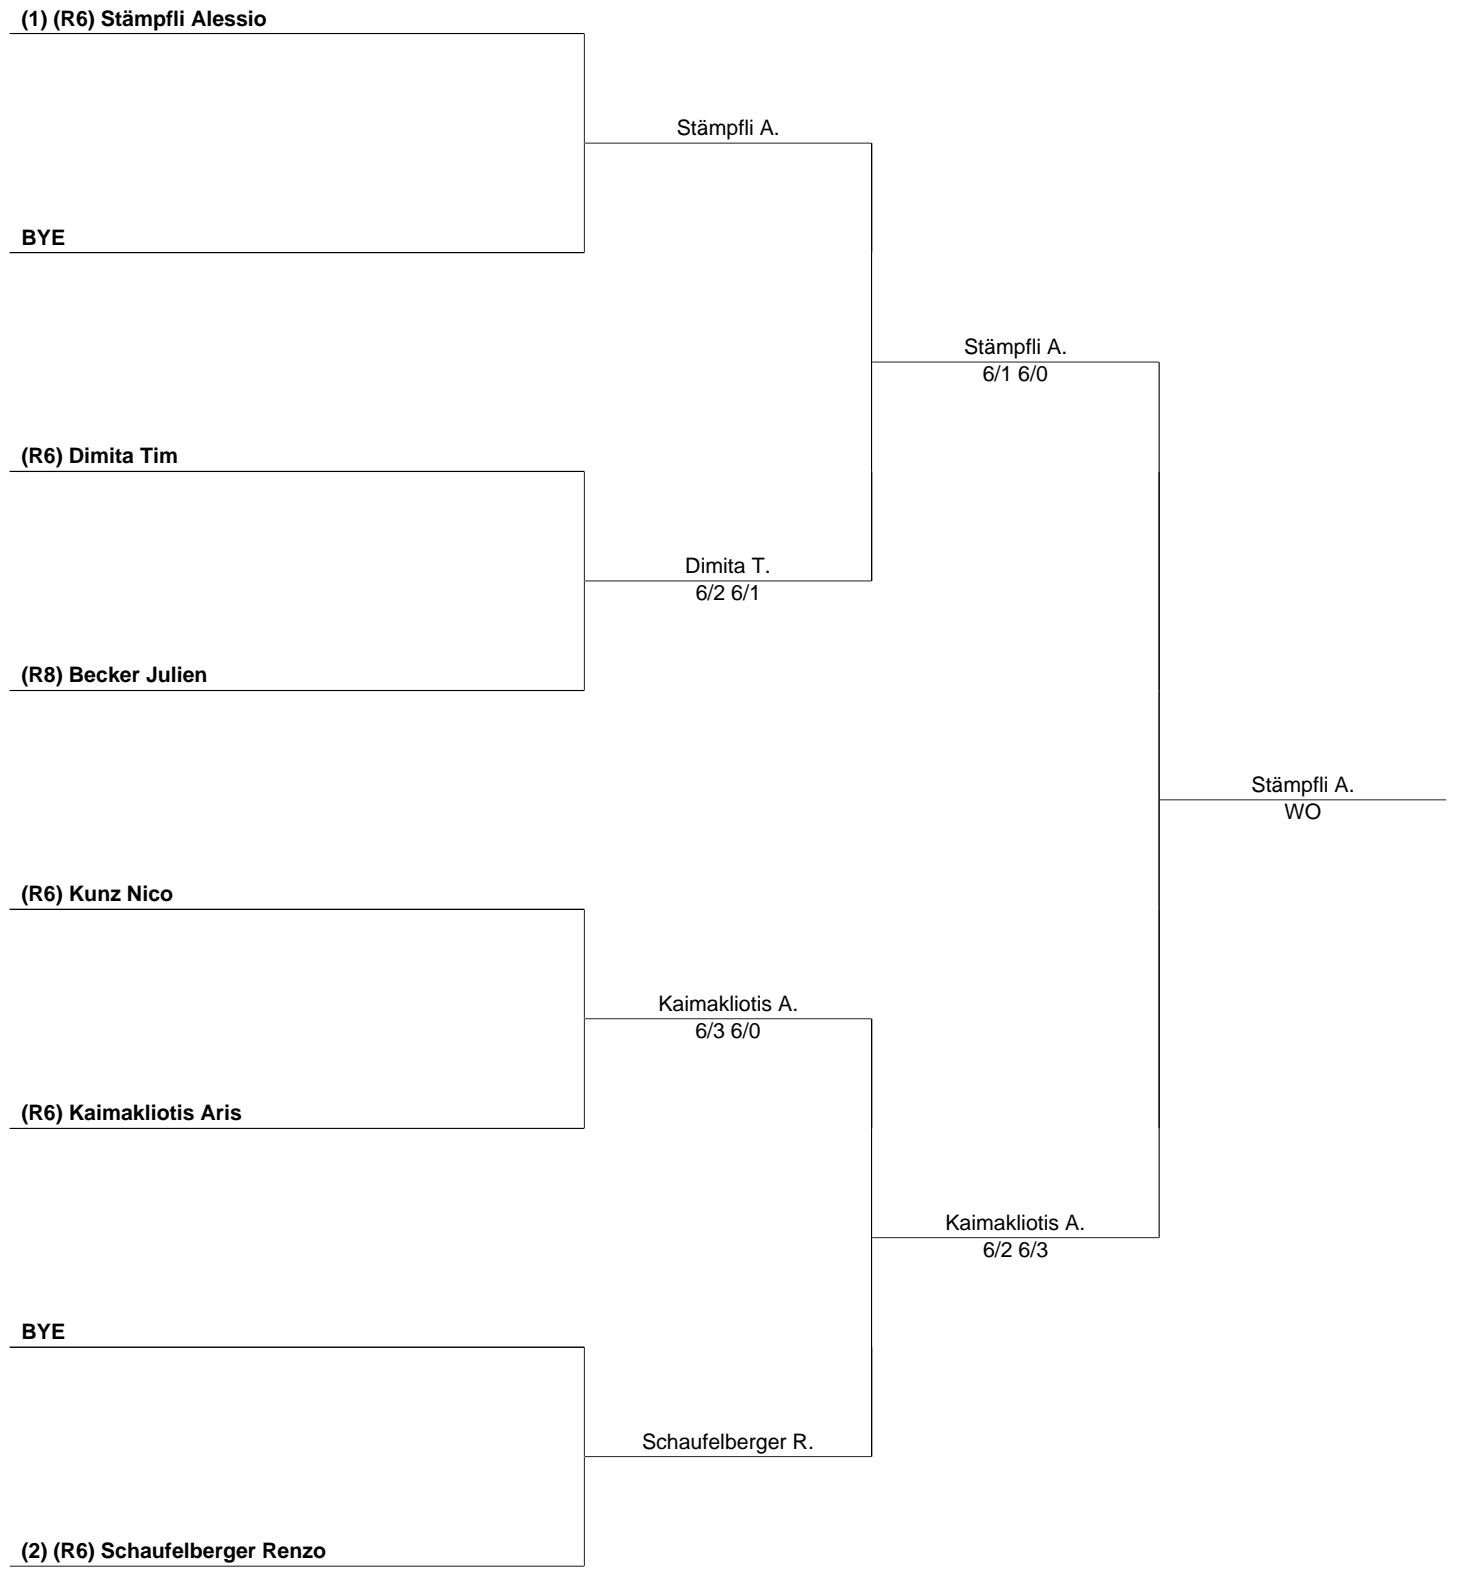 (1) (R6) Stämpfli Alessio
Stämpfli A.
BYE
Stämpfli A.
6/1 6/0
(R6) Dimita Tim
Dimita T.
6/2 6/1
(R8) Becker Julien
Stämpfli A.
WO
(R6) Kunz Nico
Kaimakliotis A.
6/3 6/0
(R6) Kaimakliotis Aris
Kaimakliotis A.
6/2 6/3
BYE
Schaufelberger R.
(2) (R6) Schaufelberger Renzo